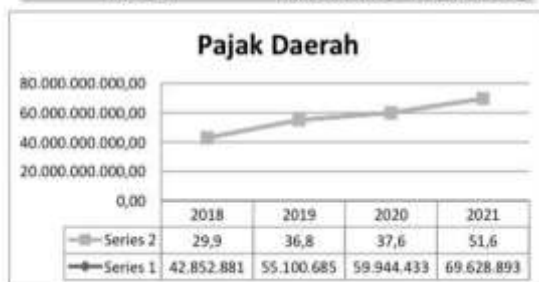 Pajak Daerah
80.000.000.000,00
60.000.000.000,00
40.000.000.000,00
20.000.000.000,00
0,00
2018 2019 2020 2021
Series 2 29,9 36,8 37,6 51,6
Series 1 42.852.881 55.100.685 59.944.433 69.628.893